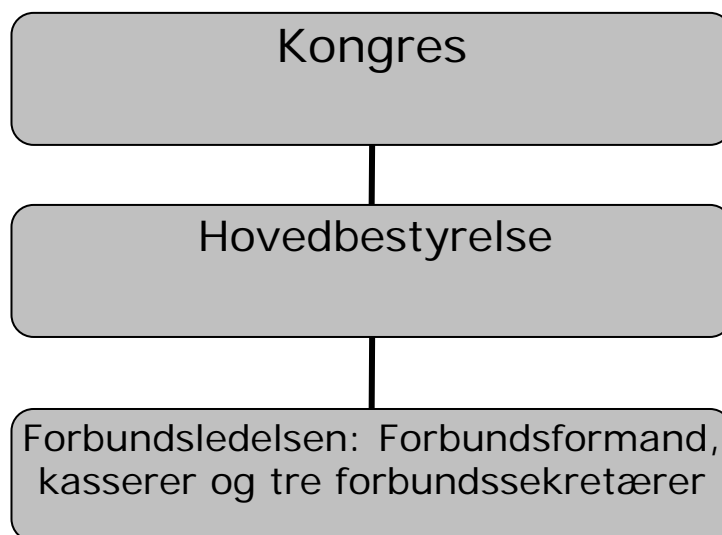 Kongres
Hovedbestyrelse
Forbundsledelsen: Forbundsformand,
kasserer og tre forbundssekretærer